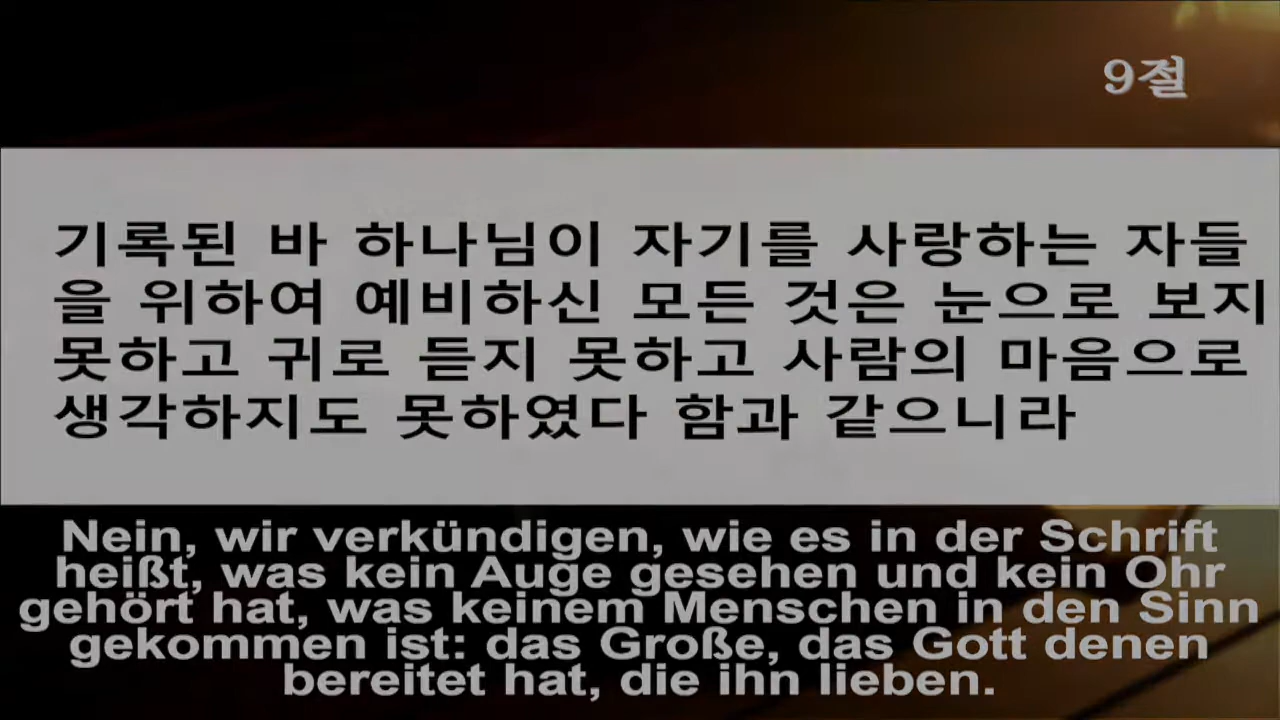 9절
기록된 바 하나님이 자기를 사랑하는 자들
을 위하여 예비하신 모든 것은 눈으로 보지
못하고 귀로 듣지 못하고 사람의 마음으로
생각하지도 못하였다 함과 같으니라
Nein, wir verkündigen, wie es in der Schrift
heißt, was kein Auge gesehen und kein Ohr
gehört hat, was keinem Menschen in den Sinn
gekommen ist: das Große, das Gott denen
bereitet hat, die ihn lieben.